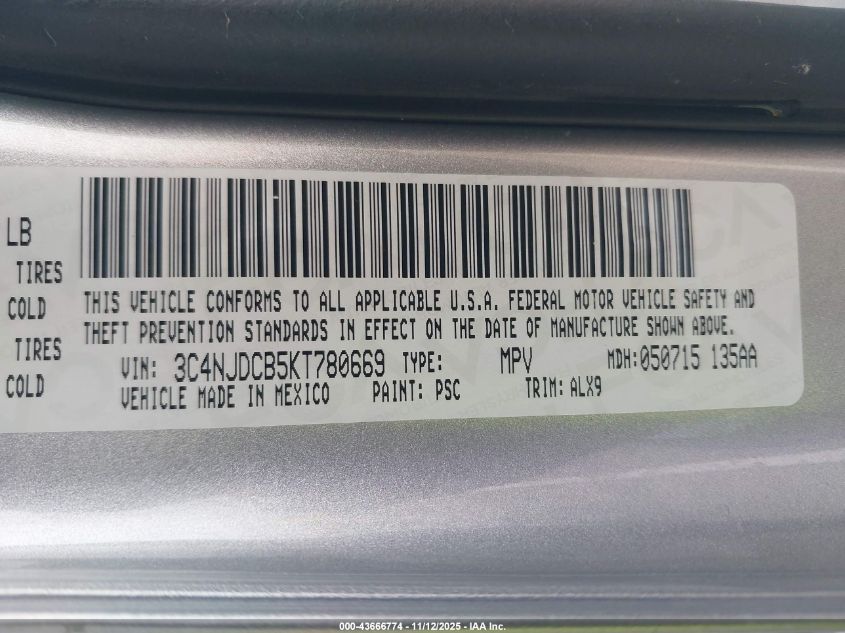 LB
TIRES
COLD
TIRES
COLD
THIS VEHICLE CONFORMS TO ALL APPLICABLE U.S.A. FEDERAL MOTOR VEHICLE SAFETY AND
THEFT PREVENTION STANDARDS IN EFFECT ON THE DATE OF MANUFACTURE SHOWN ABOVE.
VIN: 3C4NJDCB5KT780669 TYPE: MPV MDH:050715 135AA
VEHICLE MADE IN MEXICO PAINT: PSC TRIM: ALX9
000-43666774 - 11/12/2025 - IAA Inc.